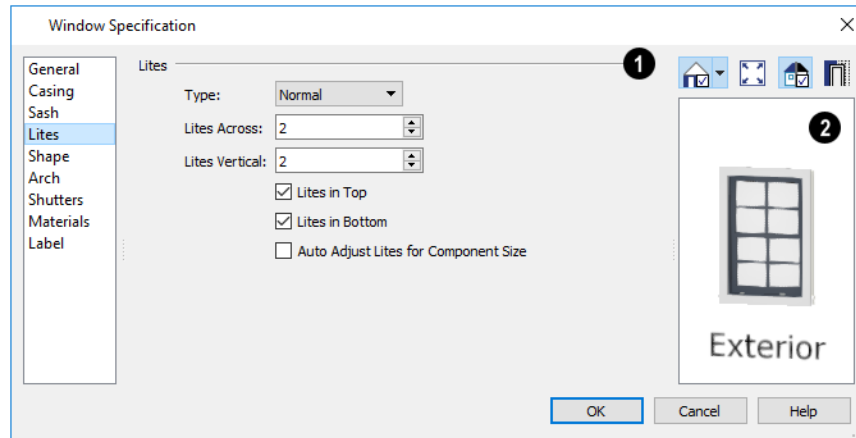 Window Specification
General
Casing
Sash
Lites
Shape
Arch
Shutters
Materials
Label
Lites
1
Type: Normal
Lites Across: 2
Lites Vertical: 2
Lites in Top
Lites in Bottom
Auto Adjust Lites for Component Size
2
Exterior
OK Cancel Help